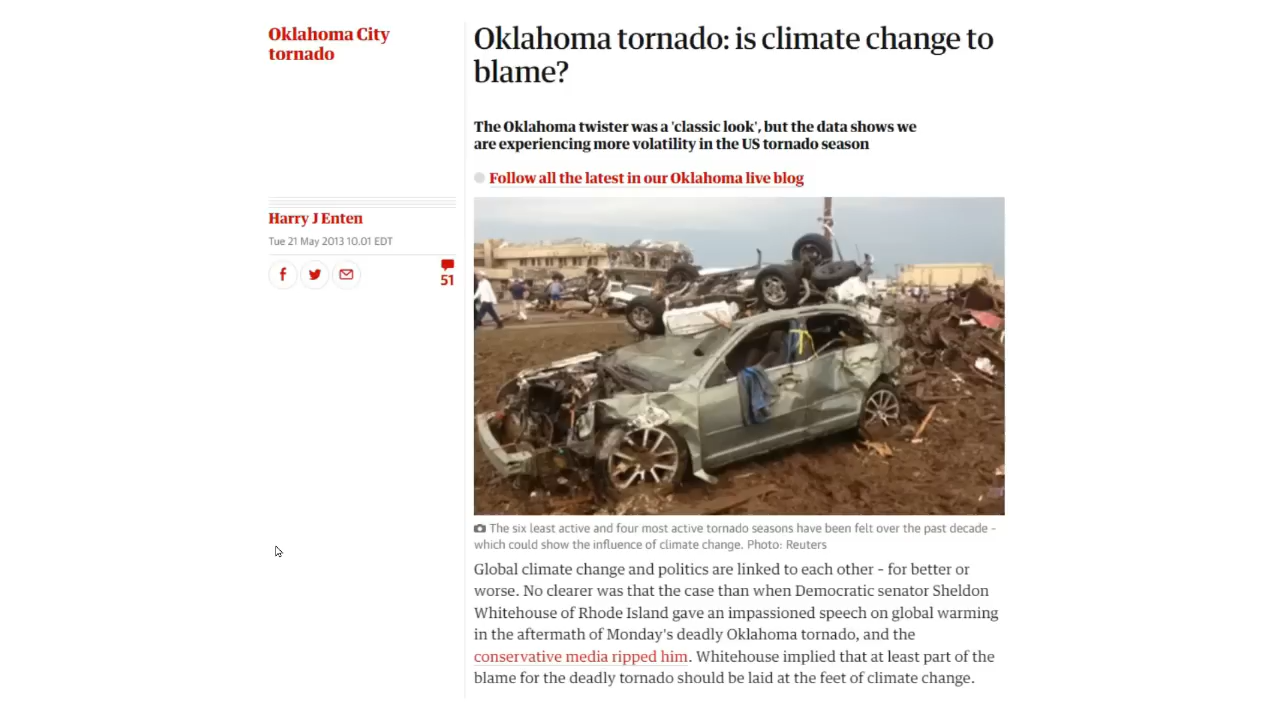 Oklahoma City
tornado
Oklahoma tornado: is climate change to
blame?
The Oklahoma twister was a 'classic look', but the data shows we
are experiencing more volatility in the US tornado season
Follow all the latest in our Oklahoma live blog
Harry J Enten
Tue 21 May 2013 10.01 EDT
51
The six least active and four most active tornado seasons have been felt over the past decade –
which could show the influence of climate change. Photo: Reuters
Global climate change and politics are linked to each other – for better or
worse. No clearer was that the case than when Democratic senator Sheldon
Whitehouse of Rhode Island gave an impassioned speech on global warming
in the aftermath of Monday's deadly Oklahoma tornado, and the
conservative media ripped him. Whitehouse implied that at least part of the
blame for the deadly tornado should be laid at the feet of climate change.